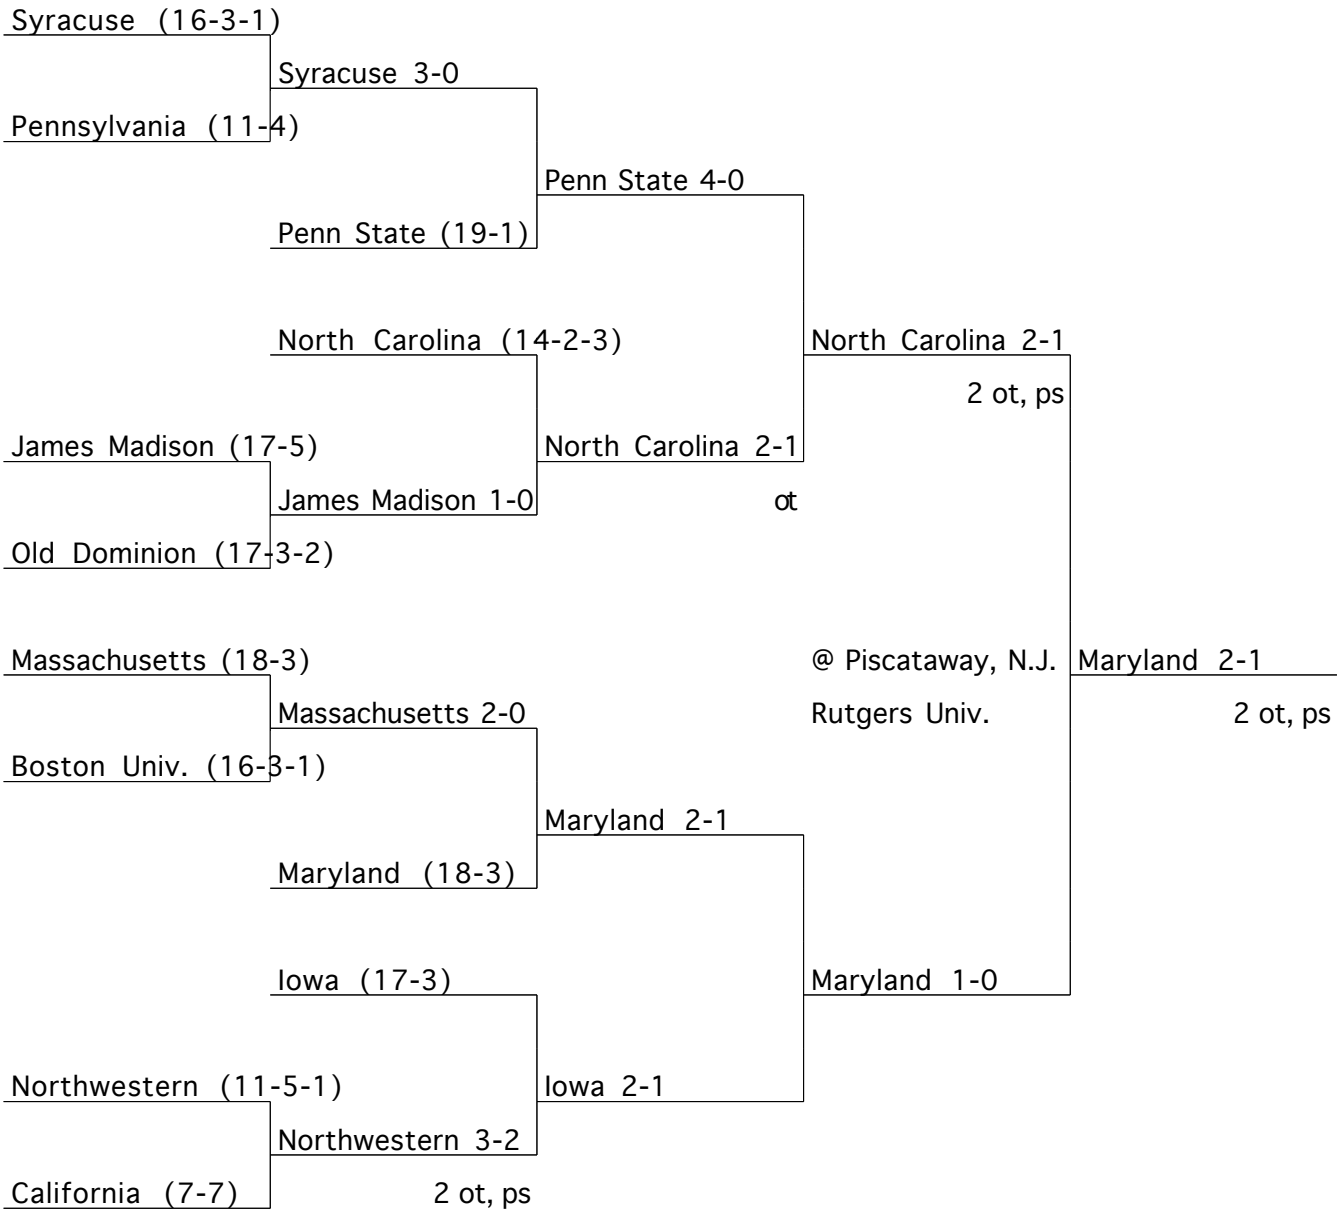 Syracuse (16-3-1)
Syracuse 3-0
Pennsylvania (11-4)
Penn State 4-0
Penn State (19-1)
North Carolina (14-2-3)
North Carolina 2-1
2 ot, ps
James Madison (17-5)
North Carolina 2-1
James Madison 1-0
ot
Old Dominion (17-3-2)
Massachusetts (18-3)
@ Piscataway, N.J.
Maryland 2-1
Massachusetts 2-0
Rutgers Univ.
2 ot, ps
Boston Univ. (16-3-1)
Maryland 2-1
Maryland (18-3)
Iowa (17-3)
Maryland 1-0
Northwestern (11-5-1)
Iowa 2-1
Northwestern 3-2
California (7-7)
2 ot, ps